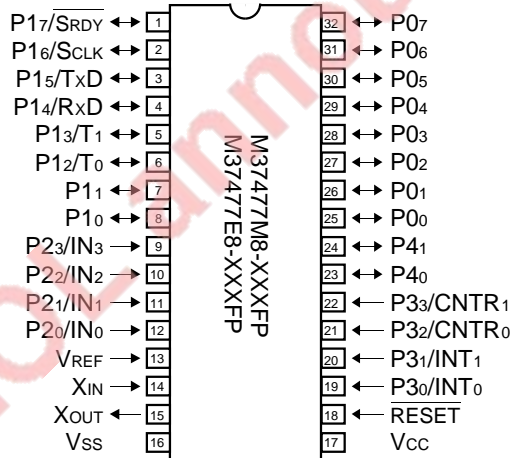 P17/SRDY 1 32 P07
P16/SCLK 2 31 P06
P15/TXD 3 30 P05
P14/RXD 4 29 P04
P13/T1 5 28 P03
P12/T0 6 27 P02
P11 7 26 P01
P10 8 25 P00
P23/IN3 9 24 P41
P22/IN2 10 23 P40
P21/IN1 11 22 P33/CNTR1
P20/IN0 12 21 P32/CNTR0
VREF 13 20 P31/INT1
XIN 14 19 P30/INT0
XOUT 15 18 RESET
VSS 16 17 VCC
M37477M8-XXXFP
M37477E8-XXXFP